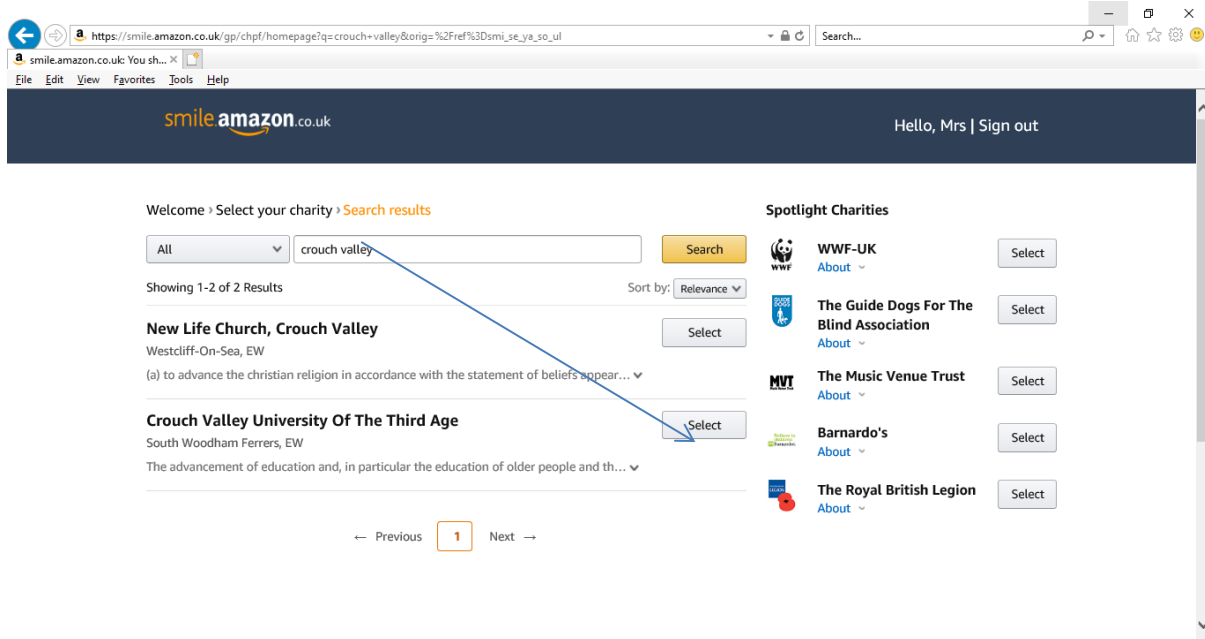 https://smile.amazon.co.uk/gp/chpf/homepage?q=crouch+valley&orig=%2Fref%3Dsmi_se_ya_so_ul
Search...
smile.amazon.co.uk: You sh...
File Edit View Favorites Tools Help
smile.amazon.co.uk
Hello, Mrs | Sign out
Welcome › Select your charity › Search results
All
crouch valley
Search
Showing 1-2 of 2 Results
Sort by: Relevance
New Life Church, Crouch Valley
Select
Westcliff-On-Sea, EW
(a) to advance the christian religion in accordance with the statement of beliefs appear...
Crouch Valley University Of The Third Age
Select
South Woodham Ferrers, EW
The advancement of education and, in particular the education of older people and th...
← Previous 1 Next →
Spotlight Charities
WWF
WWF-UK
About
Select
GUIDE DOGS
The Guide Dogs For The
Blind Association
About
Select
MVT
The Music Venue Trust
About
Select
Barnardo's
About
Select
The Royal British Legion
About
Select